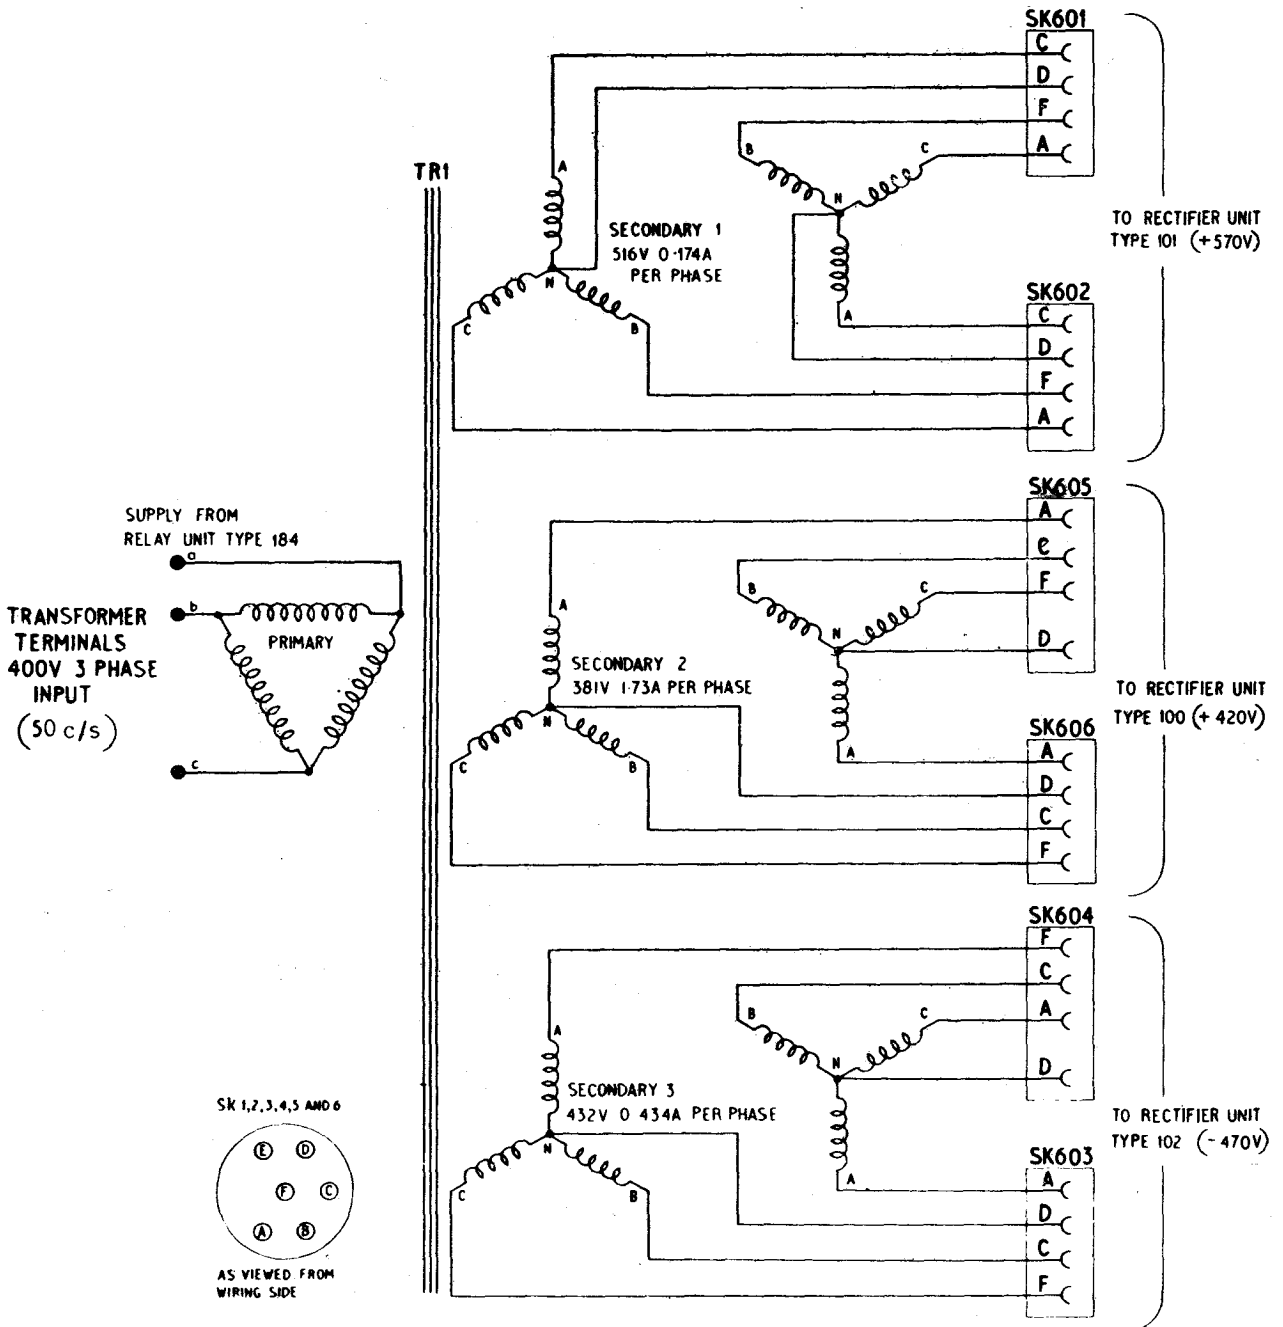 SK601
C
D
F
A
TO RECTIFIER UNIT
TYPE 101 (+570V)
TR1
A
N
C
B
SECONDARY 1
516V 0·174A
PER PHASE
B
C
N
A
SK602
C
D
F
A
SUPPLY FROM
RELAY UNIT TYPE 184
a
b
c
TRANSFORMER
TERMINALS
400V 3 PHASE
INPUT
(50 c/s)
PRIMARY
SK605
A
e
F
D
TO RECTIFIER UNIT
TYPE 100 (+ 420V)
A
N
C
B
SECONDARY 2
381V 1·73A PER PHASE
B
C
N
A
SK606
A
D
C
F
SK604
F
C
A
D
TO RECTIFIER UNIT
TYPE 102 (-470V)
A
N
C
B
SECONDARY 3
432V 0 434A PER PHASE
B
C
N
A
SK603
A
D
C
F
SK 1,2,3,4,5 AND 6
E D
F C
A B
AS VIEWED FROM
WIRING SIDE